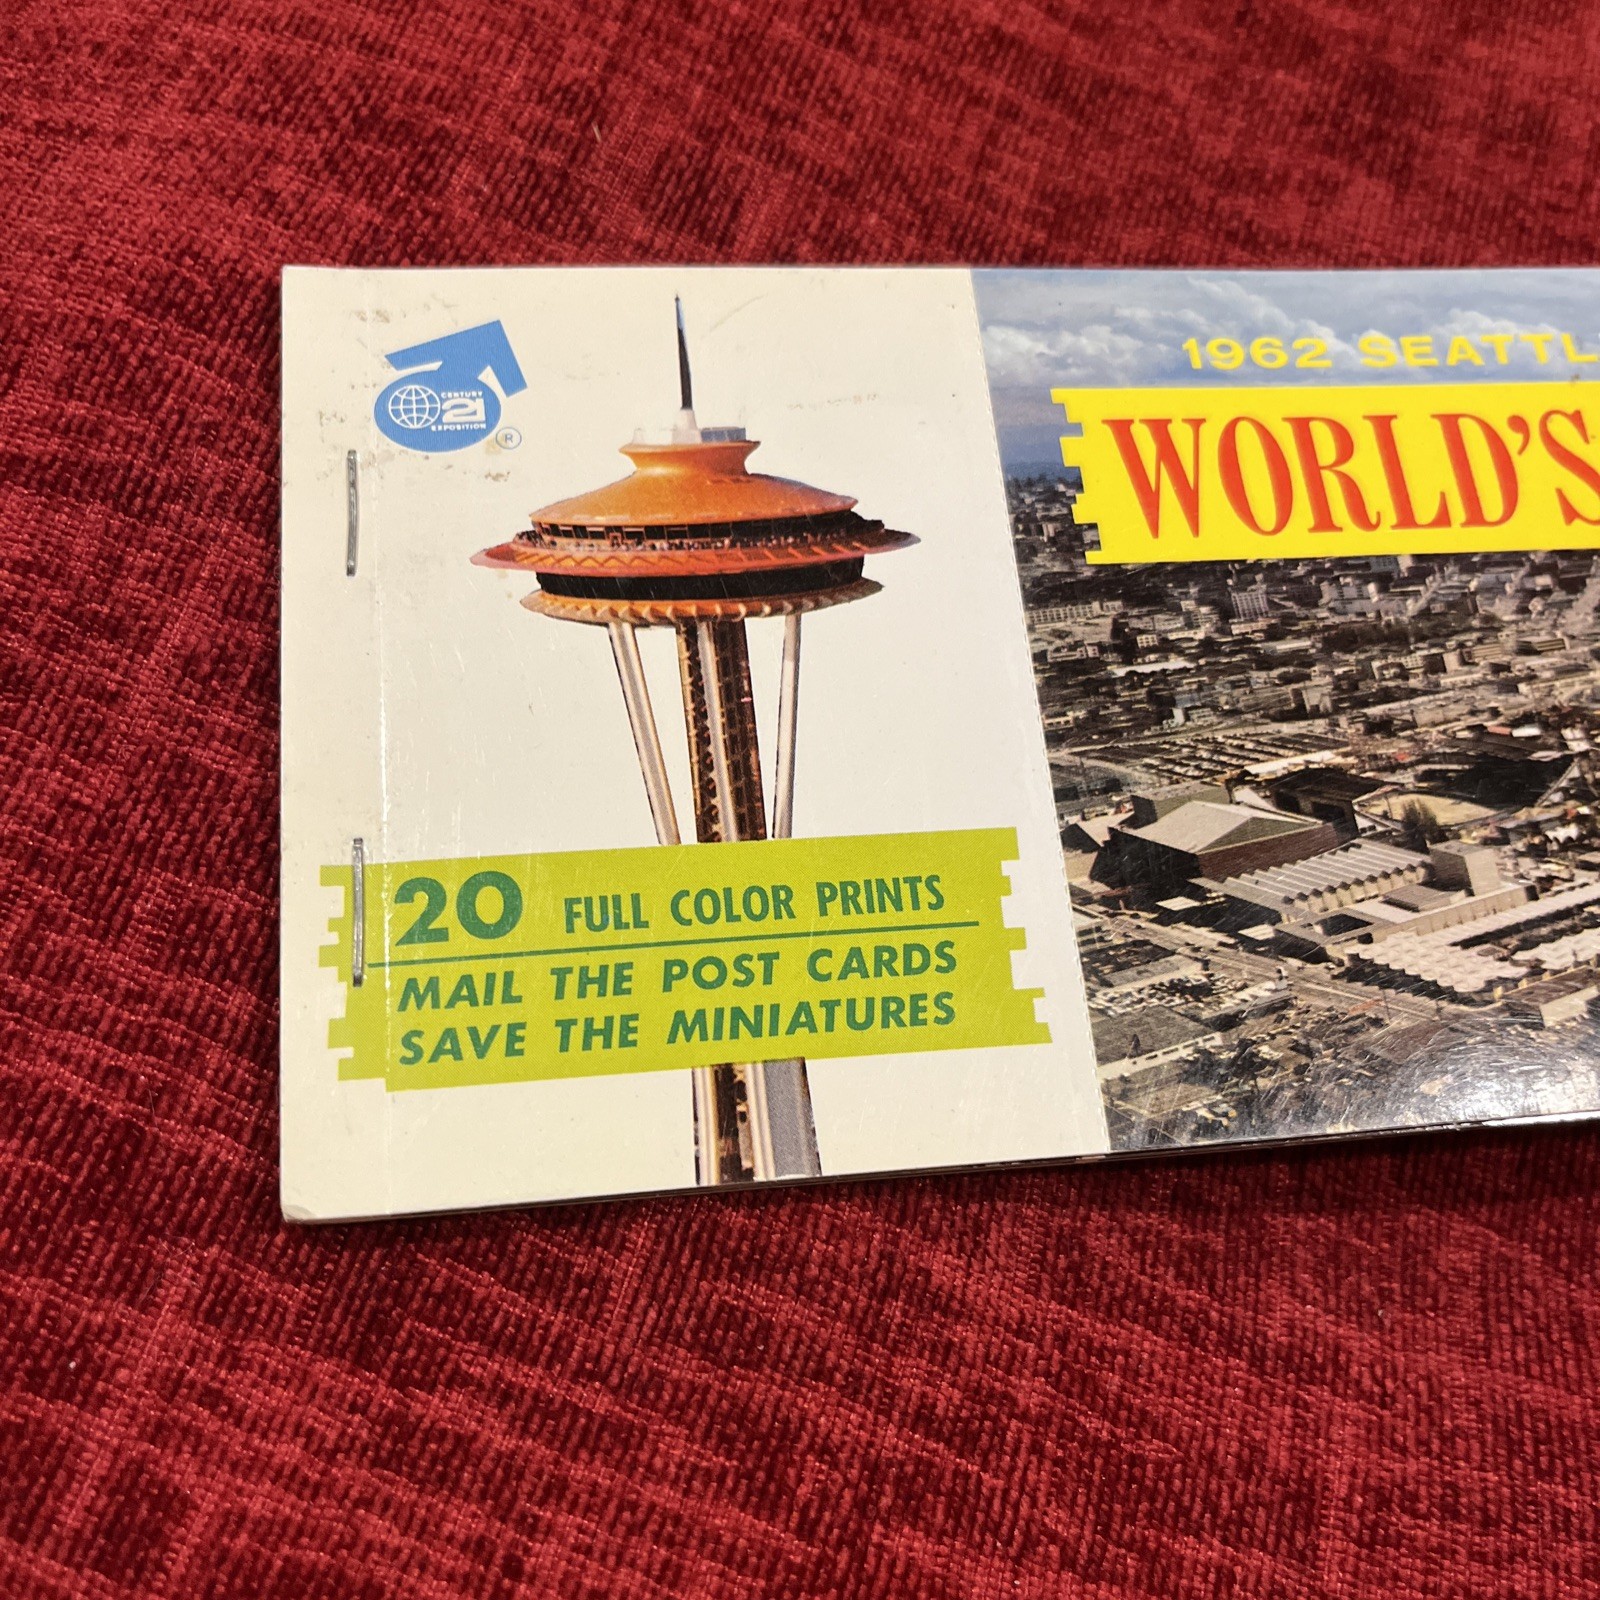 CENTURY
21
EXPOSITION
®
1962 SEATTL
WORLD'S
20 FULL COLOR PRINTS
MAIL THE POST CARDS
SAVE THE MINIATURES